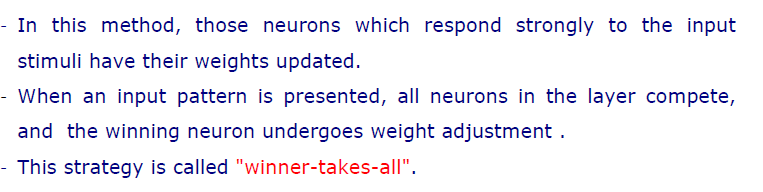 - In this method, those neurons which respond strongly to the input
stimuli have their weights updated.
- When an input pattern is presented, all neurons in the layer compete,
and the winning neuron undergoes weight adjustment .
- This strategy is called "winner-takes-all".